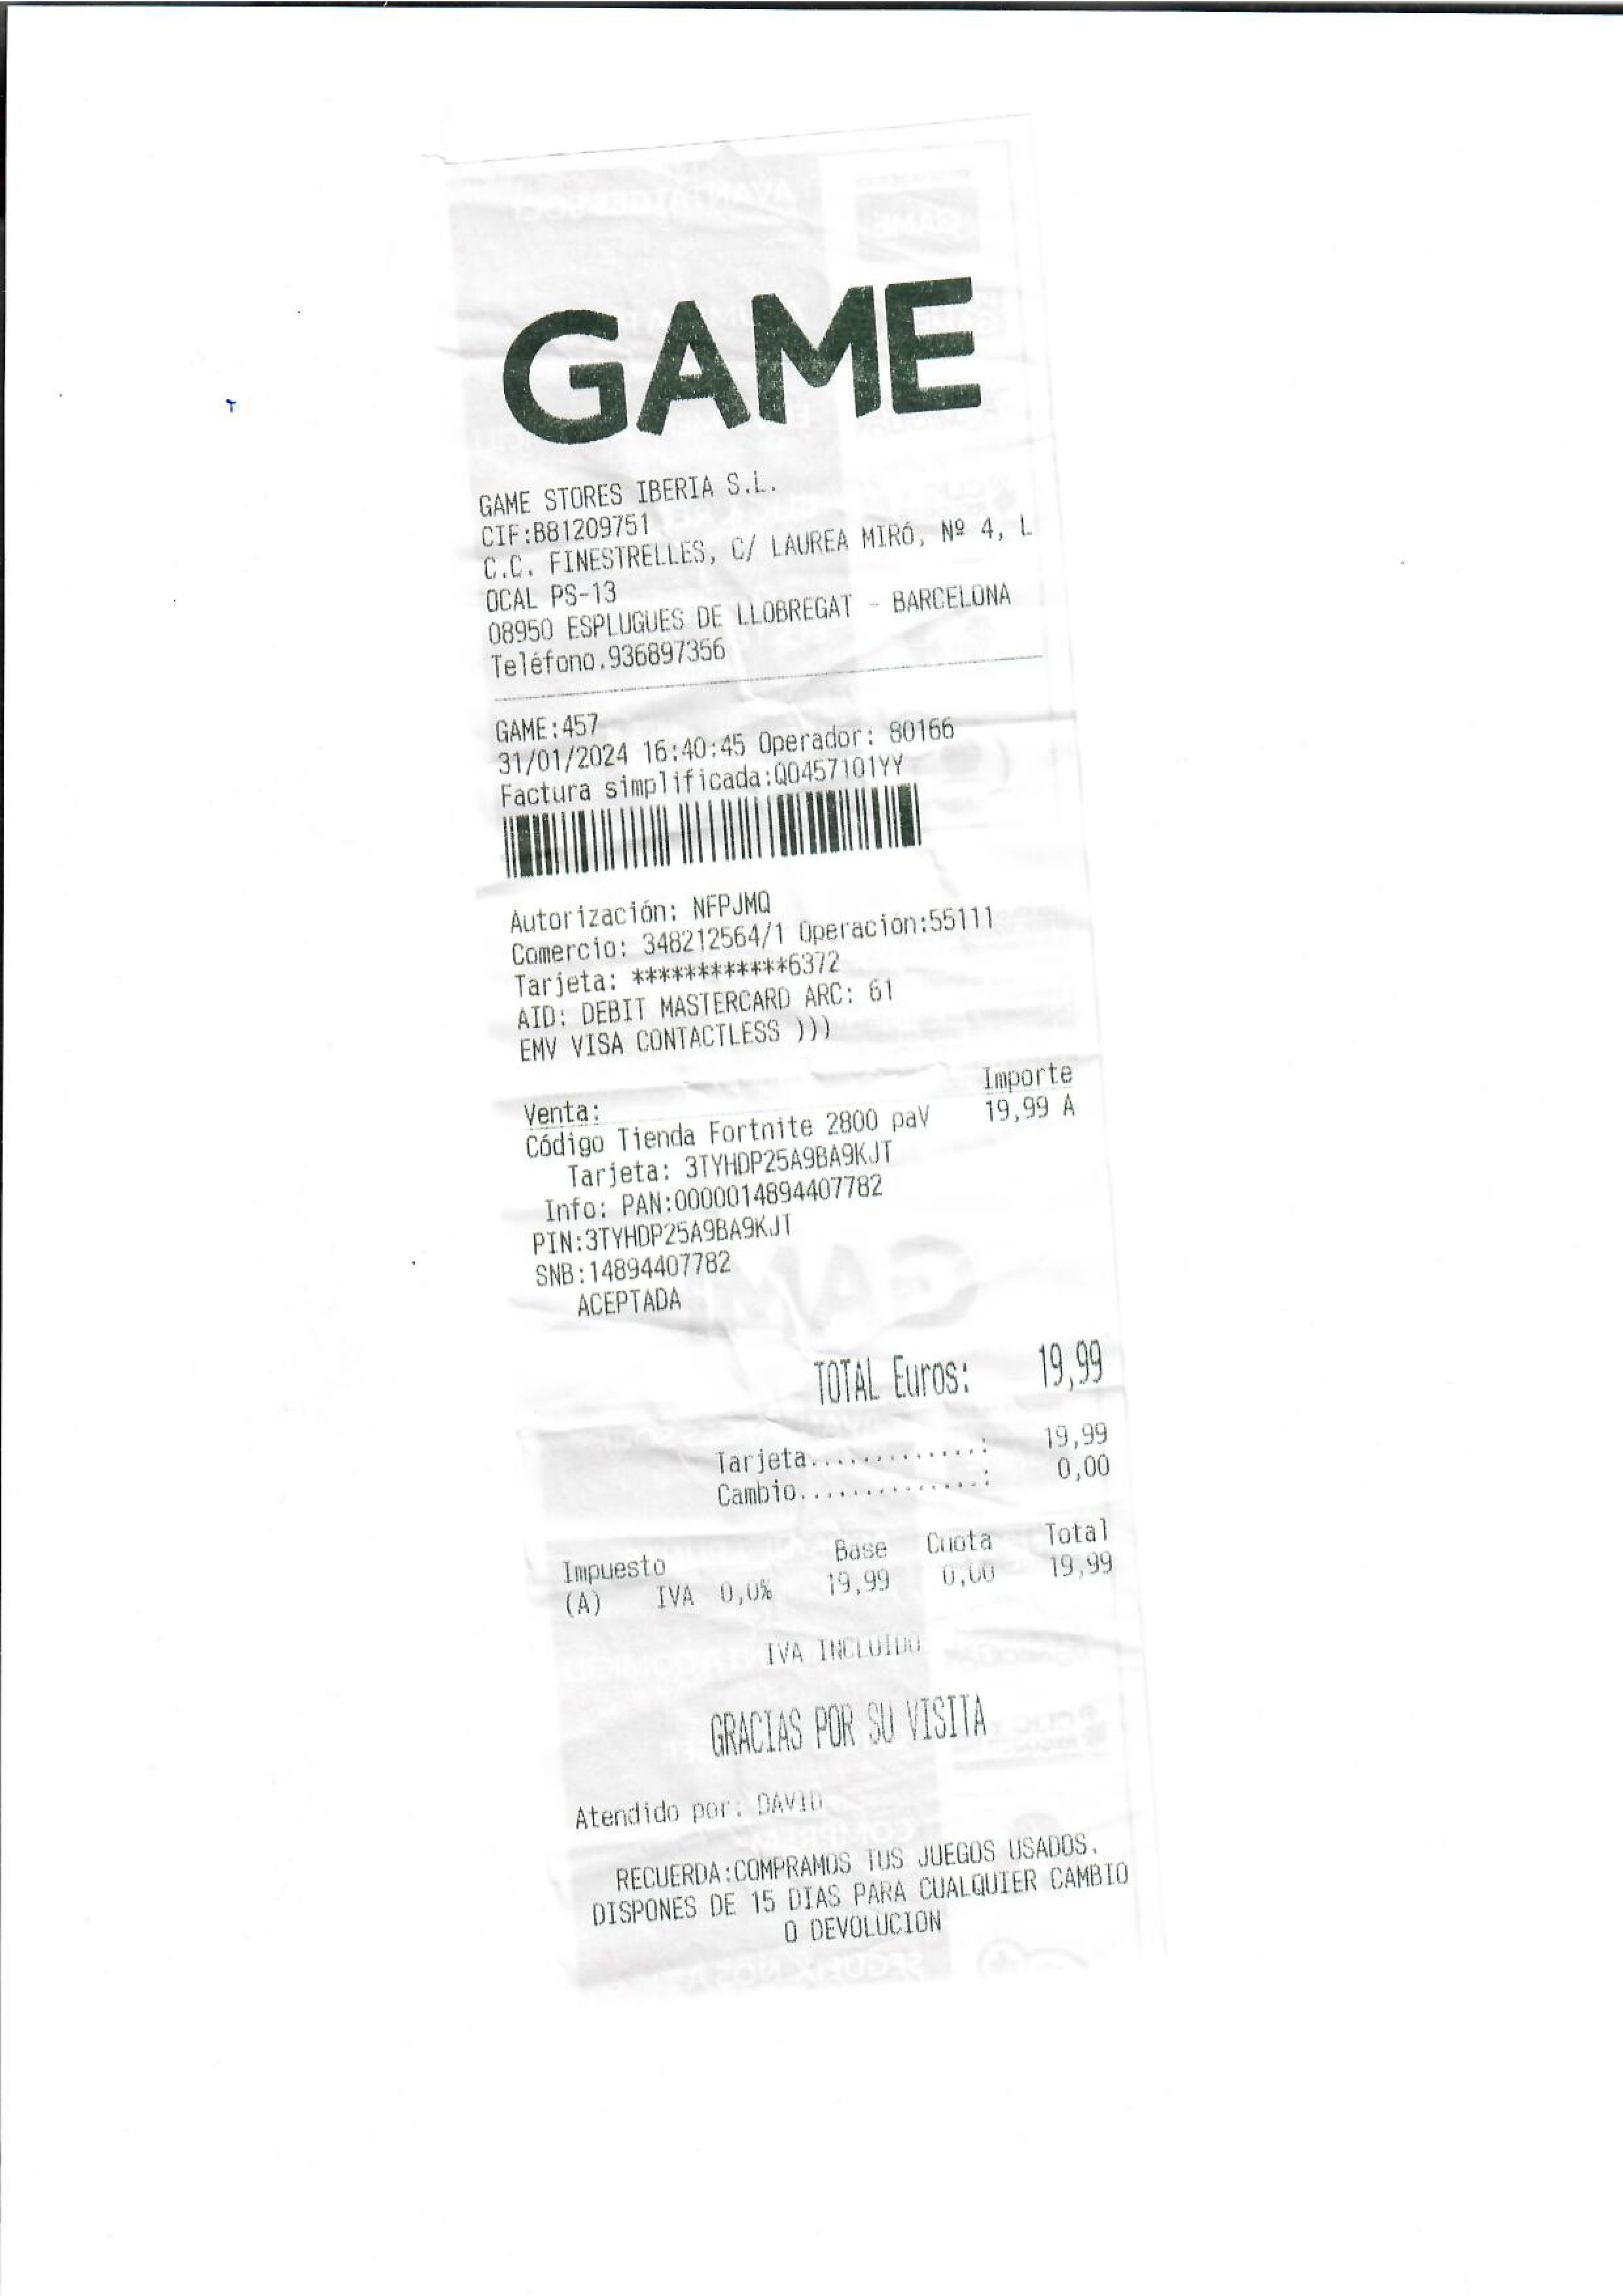 GAME
GAME STORES IBERIA S.L.
CIF:B81209751
C.C. FINESTRELLES, C/ LAUREA MIRÓ, Nº 4, L
OCAL PS-13
08950 ESPLUGUES DE LLOBREGAT - BARCELONA
Teléfono.936897356
GAME:457
31/01/2024 16:40:45 Operador: 80166
Factura simplificada:Q0457101YY
Autorización: NFPJMQ
Comercio: 348212564/1 Operación:55111
Tarjeta: ************6372
AID: DEBIT MASTERCARD ARC: 61
EMV VISA CONTACTLESS )))
Venta: Importe
Código Tienda Fortnite 2800 paV 19,99 A
Tarjeta: 3TYHDP25A9BA9KJT
Info: PAN:0000014894407782
PIN:3TYHDP25A9BA9KJT
SNB:14894407782
ACEPTADA
TOTAL Euros: 19,99
Tarjeta..............: 19,99
Cambio...............: 0,00
Impuesto Base Cuota Total
(A) IVA 0,0% 19,99 0,00 19,99
IVA INCLUIDO
GRACIAS POR SU VISITA
Atendido por: DAVID
RECUERDA:COMPRAMOS TUS JUEGOS USADOS.
DISPONES DE 15 DIAS PARA CUALQUIER CAMBIO
O DEVOLUCION